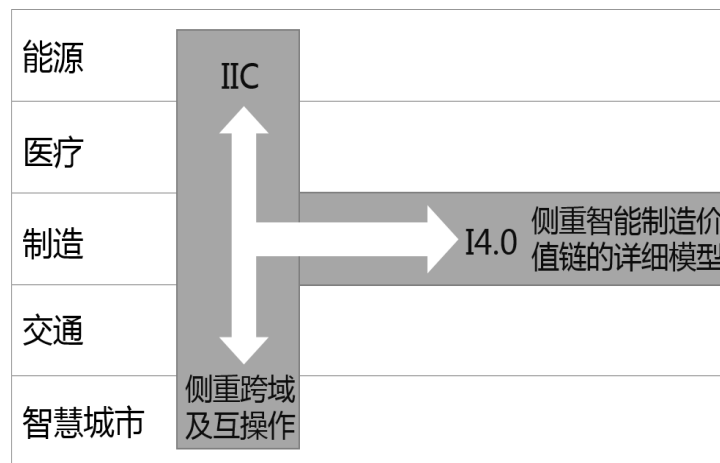 能源
IIC
医疗
制造
I4.0
侧重智能制造价
值链的详细模型
交通
侧重跨域
及互操作
智慧城市